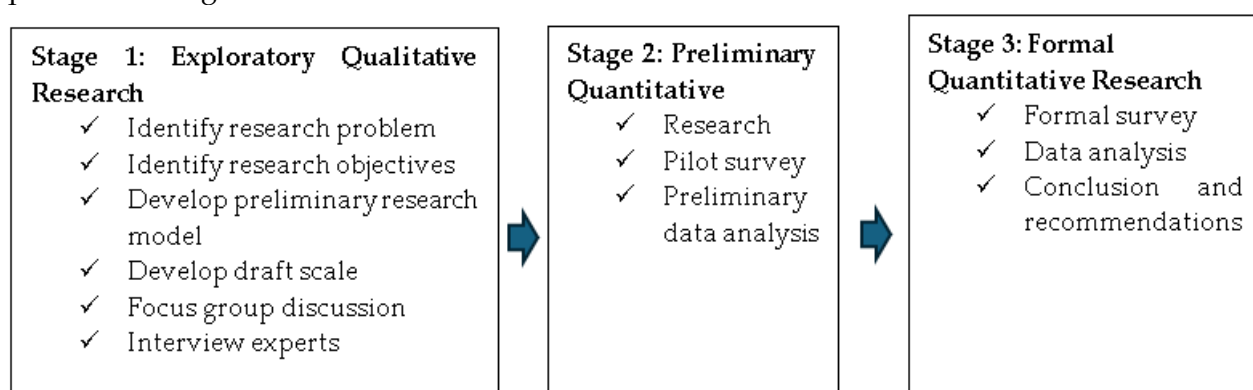 Stage 1: Exploratory Qualitative
Research
✓ Identify research problem
✓ Identify research objectives
✓ Develop preliminary research
model
✓ Develop draft scale
✓ Focus group discussion
✓ Interview experts
Stage 2: Preliminary
Quantitative
✓ Research
✓ Pilot survey
✓ Preliminary
data analysis
Stage 3: Formal
Quantitative Research
✓ Formal survey
✓ Data analysis
✓ Conclusion and
recommendations